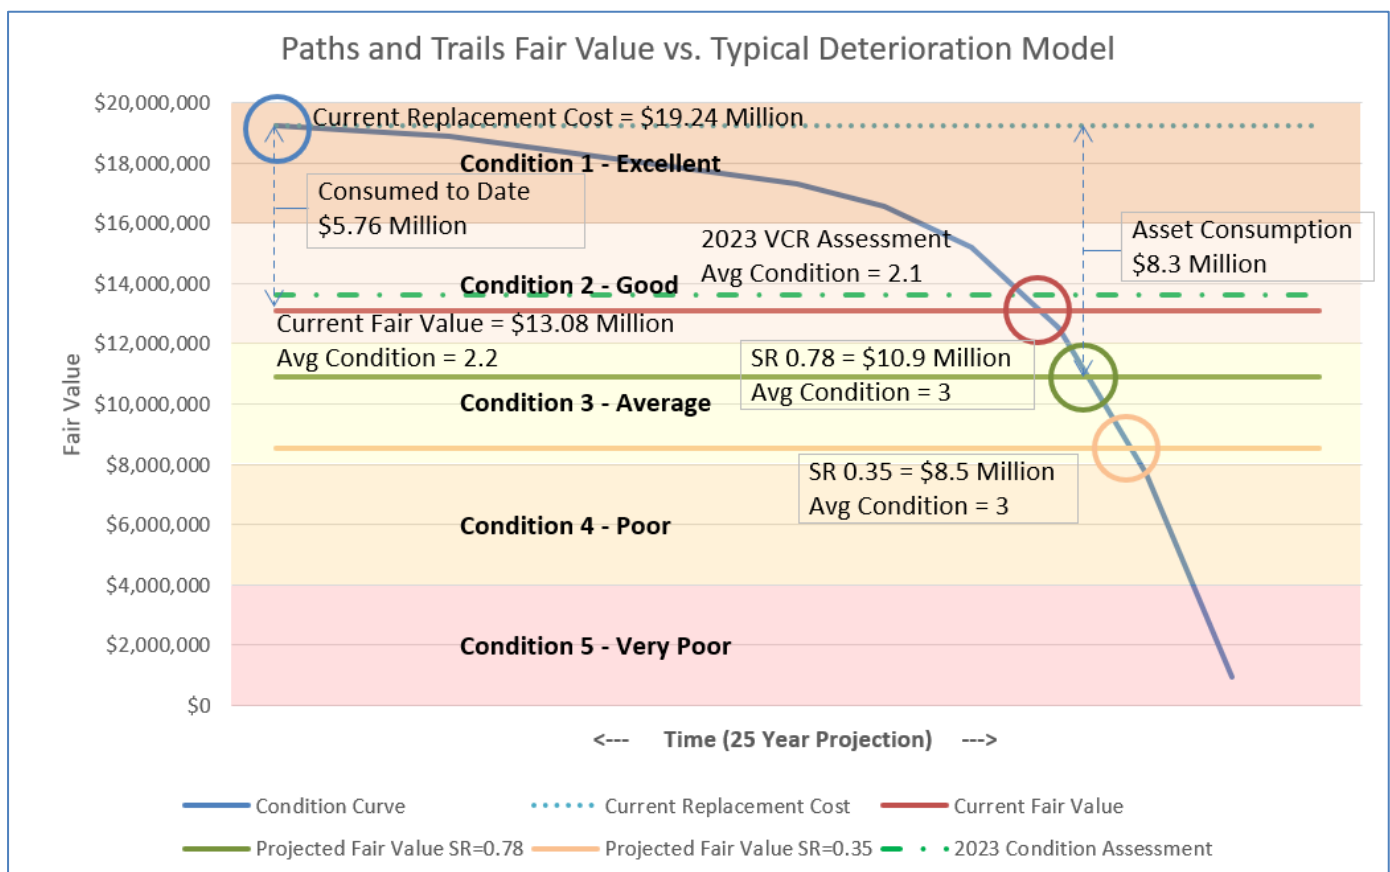 Paths and Trails Fair Value vs. Typical Deterioration Model
$20,000,000
$18,000,000
$16,000,000
$14,000,000
$12,000,000
$10,000,000
$8,000,000
$6,000,000
$4,000,000
$2,000,000
$0
Fair Value
Current Replacement Cost = $19.24 Million
Condition 1 - Excellent
Consumed to Date
$5.76 Million
2023 VCR Assessment
Avg Condition = 2.1
Asset Consumption
$8.3 Million
Condition 2 - Good
Current Fair Value = $13.08 Million
Avg Condition = 2.2
SR 0.78 = $10.9 Million
Avg Condition = 3
Condition 3 - Average
SR 0.35 = $8.5 Million
Avg Condition = 3
Condition 4 - Poor
Condition 5 - Very Poor
<--- Time (25 Year Projection) --->
Condition Curve
Current Replacement Cost
Current Fair Value
Projected Fair Value SR=0.78
Projected Fair Value SR=0.35
2023 Condition Assessment